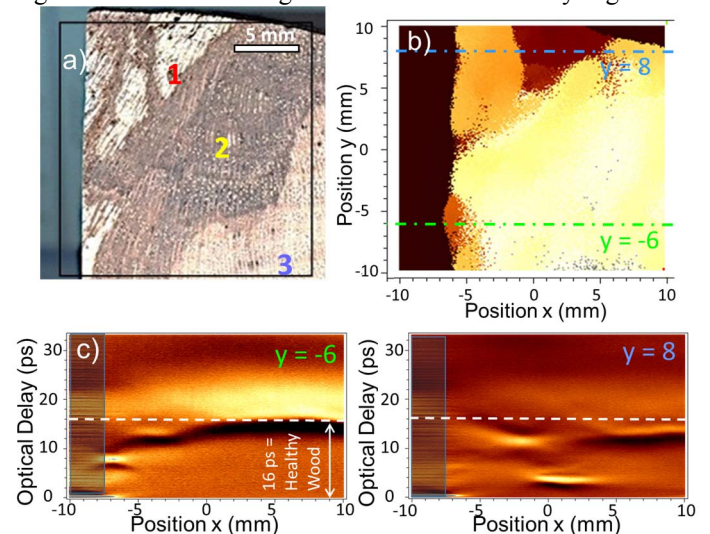 a)
5 mm
1
2
3
b)
y = 8
y = -6
Position y (mm)
10
5
0
-5
-10
-10
-5
0
5
10
Position x (mm)
c)
y = -6
Optical Delay (ps)
30
20
10
0
16 ps =
Healthy
Wood
-10
-5
0
5
10
Position x (mm)
y = 8
Optical Delay (ps)
30
20
10
0
-10
-5
0
5
10
Position x (mm)